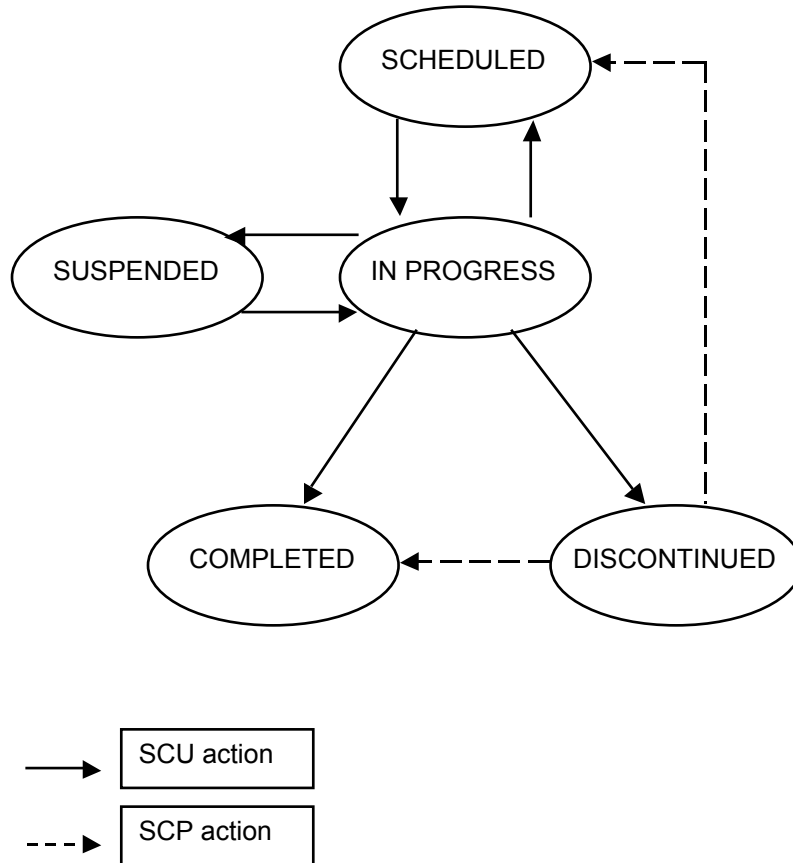 SCHEDULED
SUSPENDED
IN PROGRESS
COMPLETED
DISCONTINUED
SCU action
SCP action